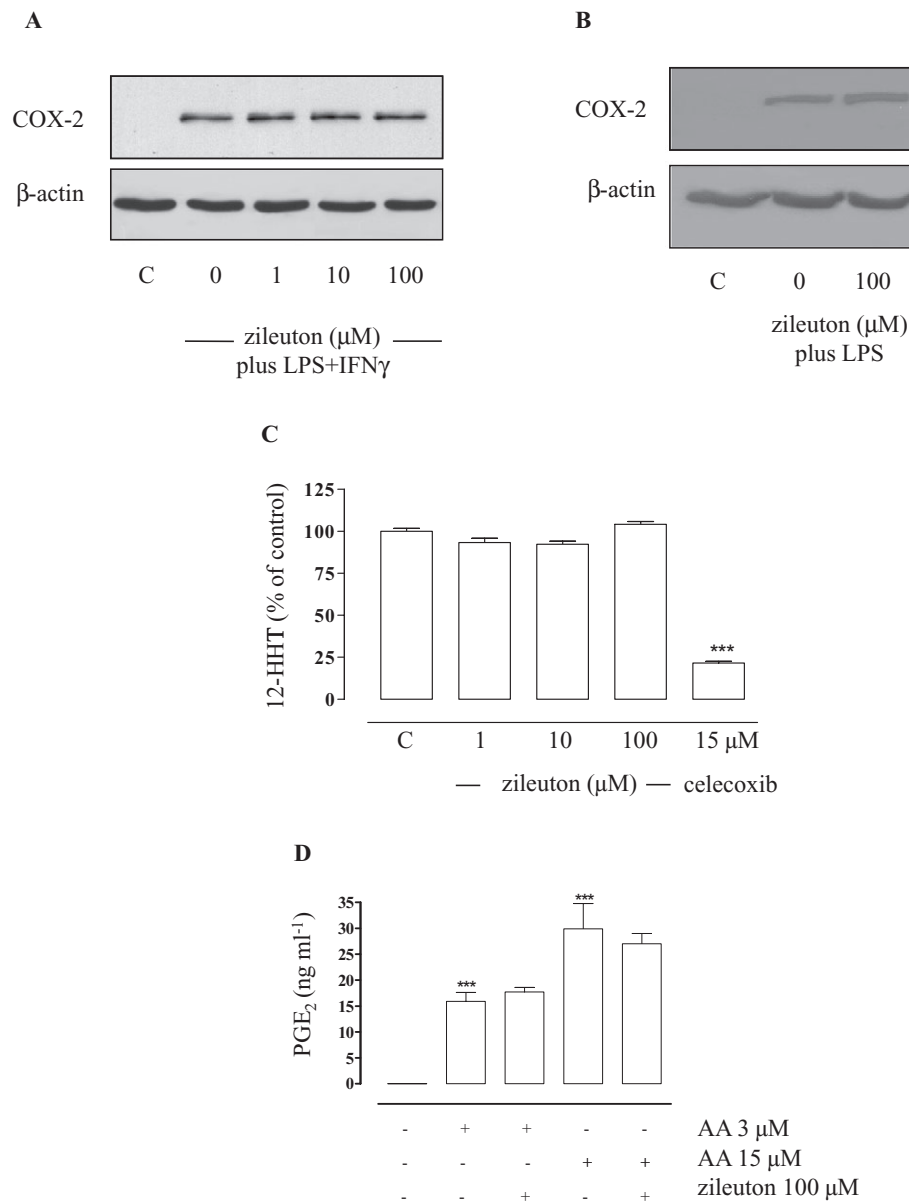 A
COX-2
β-actin
C 0 1 10 100
zileuton (μM)
plus LPS+IFNγ
B
COX-2
β-actin
C 0 100
zileuton (μM)
plus LPS
C
12-HHT (% of control)
125
100
75
50
25
0
***
C 1 10 100 15 μM
zileuton (μM) celecoxib
D
PGE₂ (ng ml⁻¹)
35
30
25
20
15
10
5
0
*** ***
- + + - - AA 3 μM
- - - + + AA 15 μM
- - + - + zileuton 100 μM